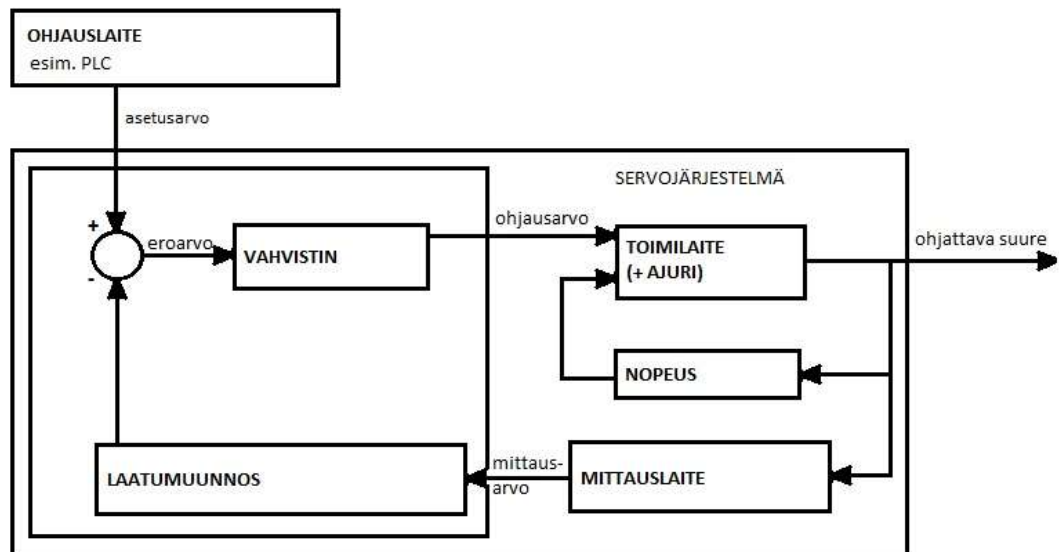 OHJAUSLAITE
esim. PLC
asetusarvo
SERVOJÄRJESTELMÄ
+
-
eroarvo
VAHVISTIN
ohjausarvo
TOIMILAITE
(+ AJURI)
ohjattava suure
NOPEUS
LAATUMUUNNOS
mittaus-
arvo
MITTAUSLAITE